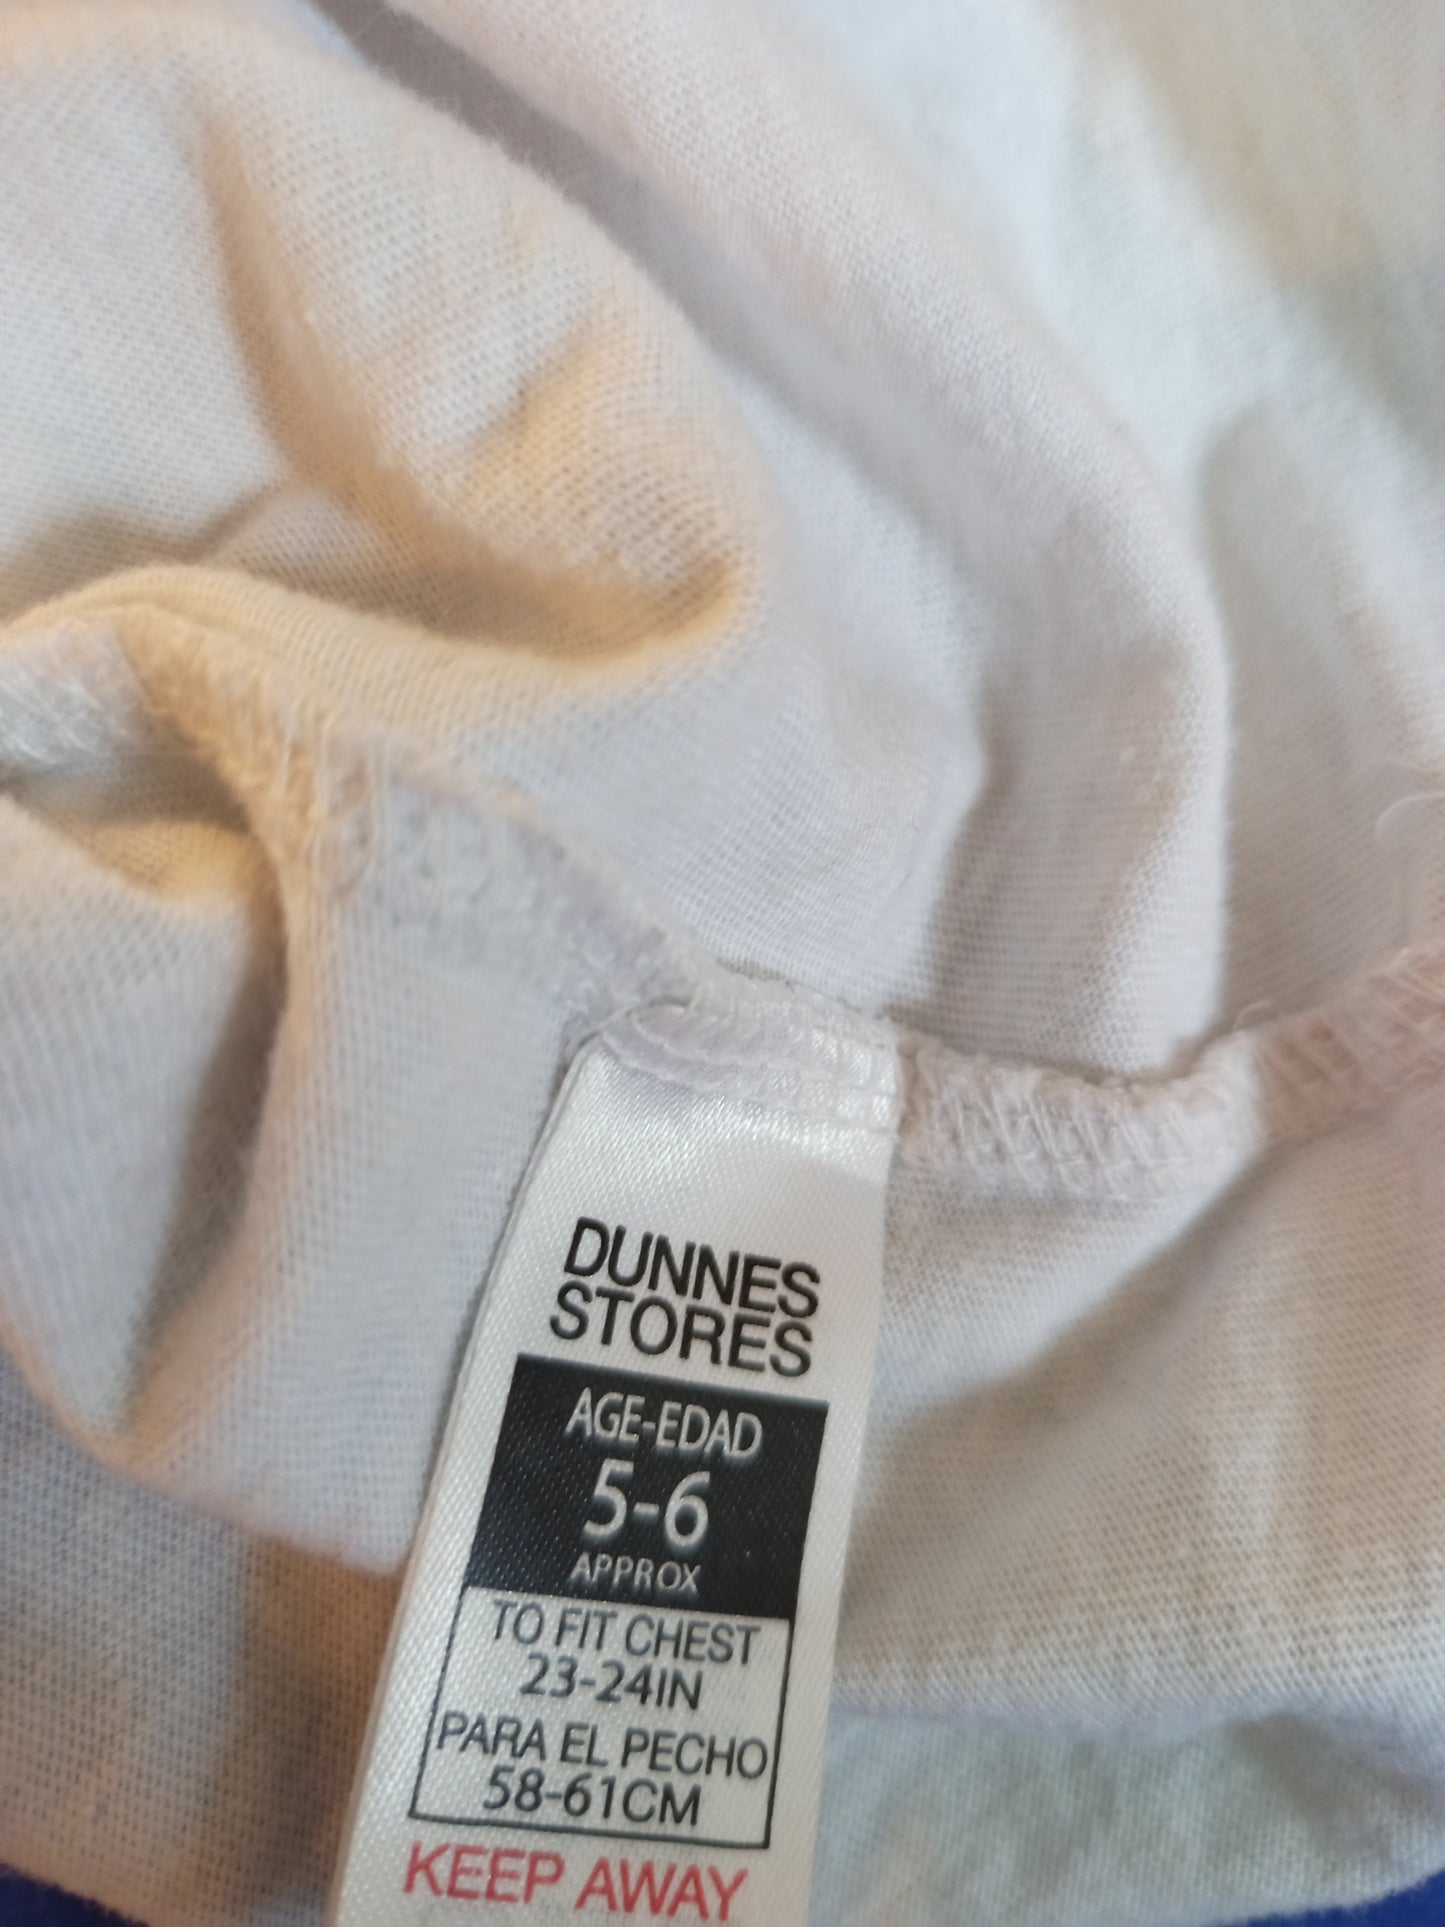 DUNNES
STORES
AGE-EDAD
5-6
APPROX
TO FIT CHEST
23-24IN
PARA EL PECHO
58-61CM
KEEP AWAY